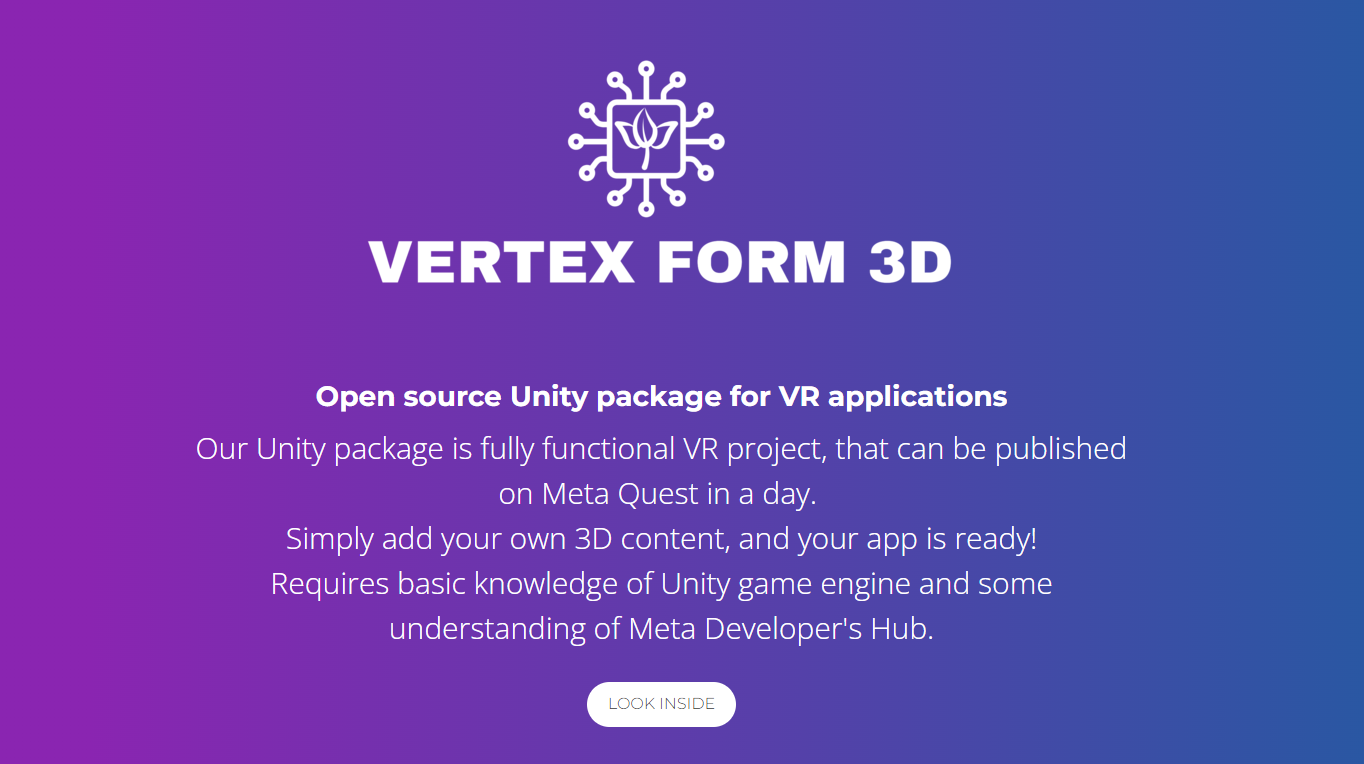 VERTEX FORM 3D
Open source Unity package for VR applications
Our Unity package is fully functional VR project, that can be published
on Meta Quest in a day.
Simply add your own 3D content, and your app is ready!
Requires basic knowledge of Unity game engine and some
understanding of Meta Developer's Hub.
LOOK INSIDE